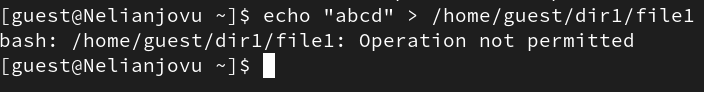 [guest@Nelianjovu ~]$ echo "abcd" > /home/guest/dir1/file1
bash: /home/guest/dir1/file1: Operation not permitted
[guest@Nelianjovu ~]$